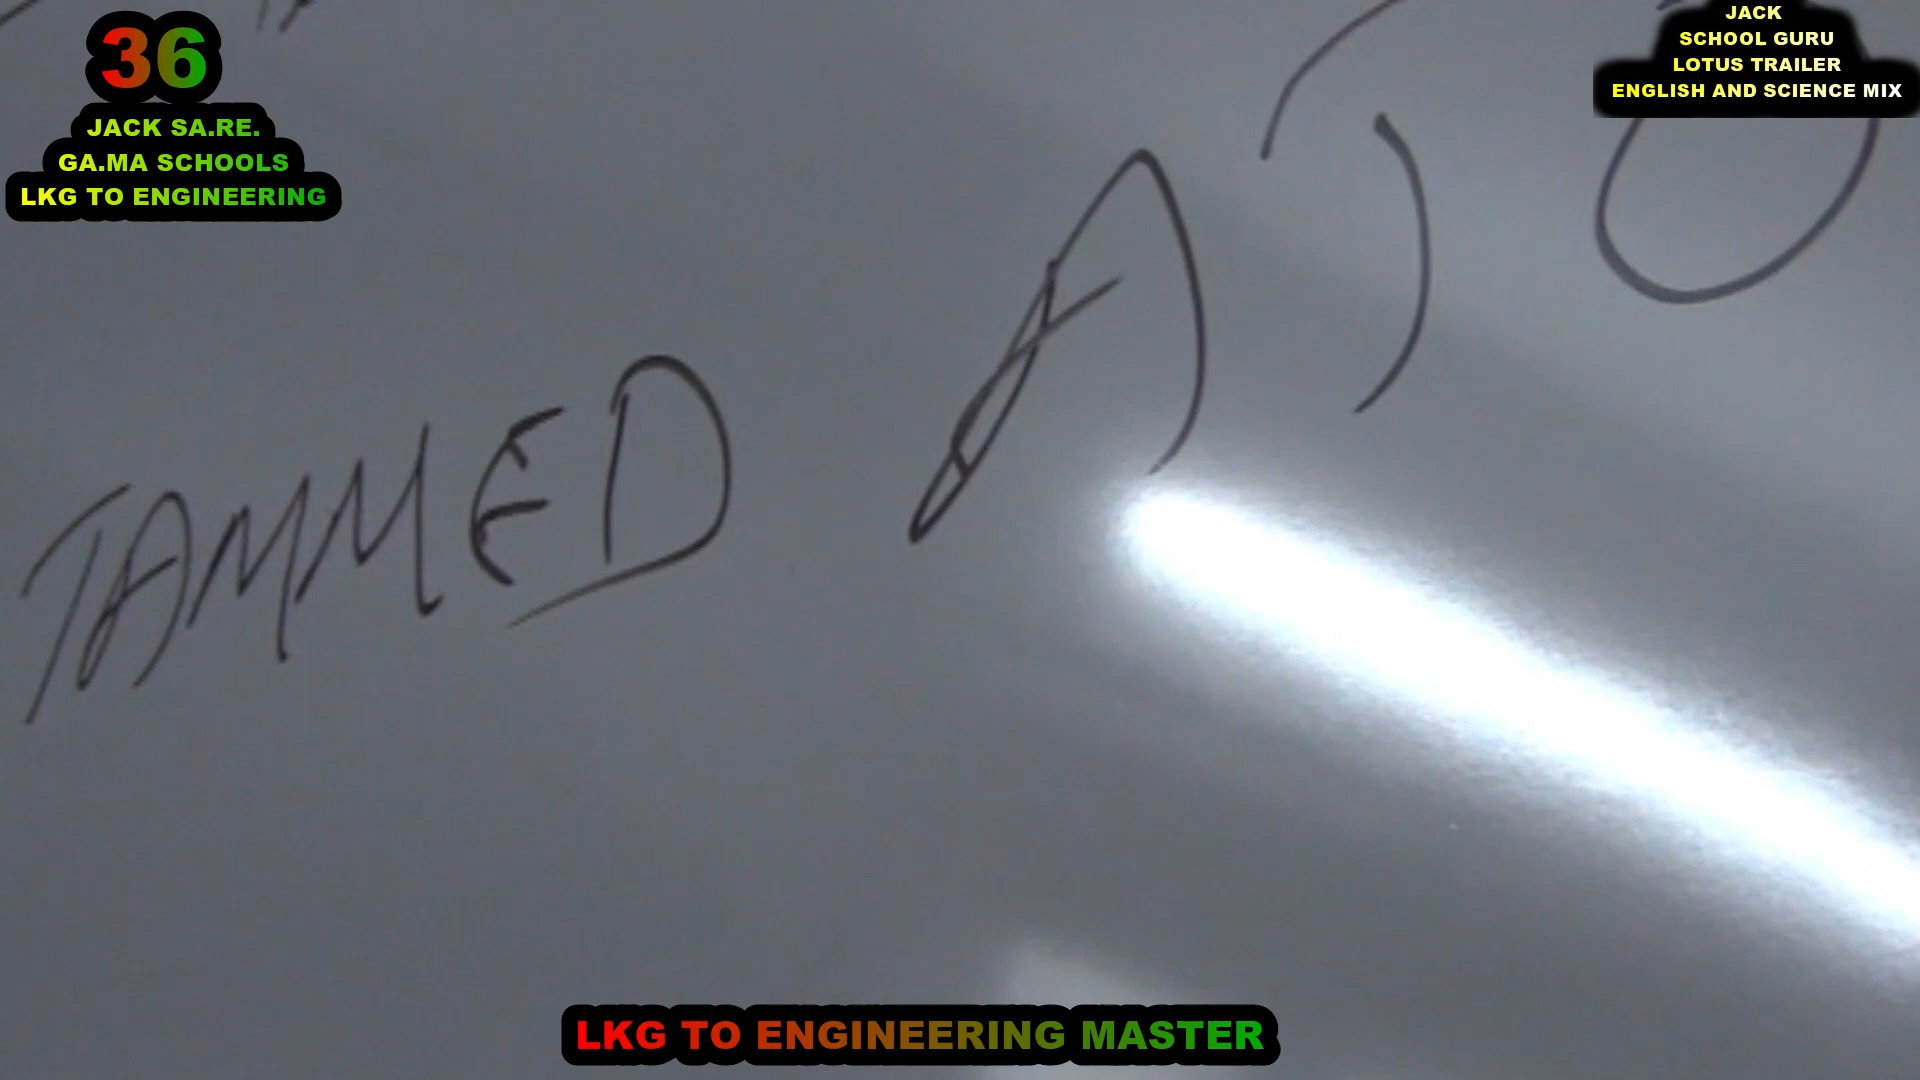 36
JACK SA.RE.
GA.MA SCHOOLS
LKG TO ENGINEERING
JACK
SCHOOL GURU
LOTUS TRAILER
ENGLISH AND SCIENCE MIX
TAMMED
LKG TO ENGINEERING MASTER